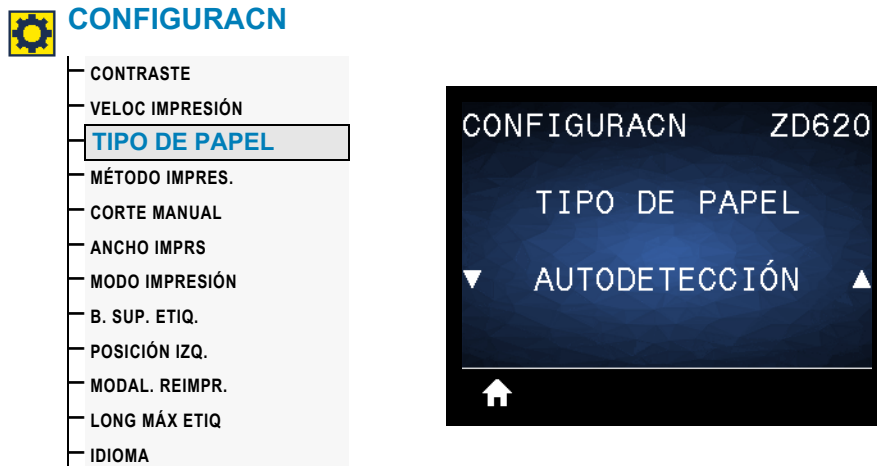 CONFIGURACN
CONTRASTE
VELOC IMPRESIÓN
TIPO DE PAPEL
MÉTODO IMPRES.
CORTE MANUAL
ANCHO IMPRS
MODO IMPRESIÓN
B. SUP. ETIQ.
POSICIÓN IZQ.
MODAL. REIMPR.
LONG MÁX ETIQ
IDIOMA
CONFIGURACN ZD620
TIPO DE PAPEL
AUTODETECCIÓN